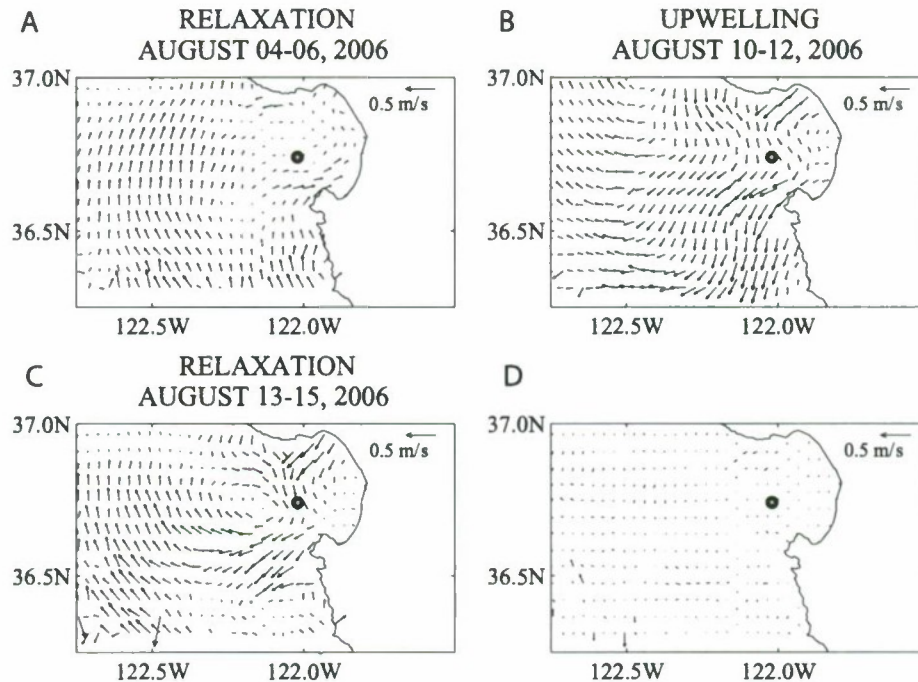 A
RELAXATION
AUGUST 04-06, 2006
37.0N
0.5 m/s
36.5N
122.5W
122.0W
B
UPWELLING
AUGUST 10-12, 2006
37.0N
0.5 m/s
36.5N
122.5W
122.0W
C
RELAXATION
AUGUST 13-15, 2006
37.0N
0.5 m/s
36.5N
122.5W
122.0W
D
37.0N
0.5 m/s
36.5N
122.5W
122.0W